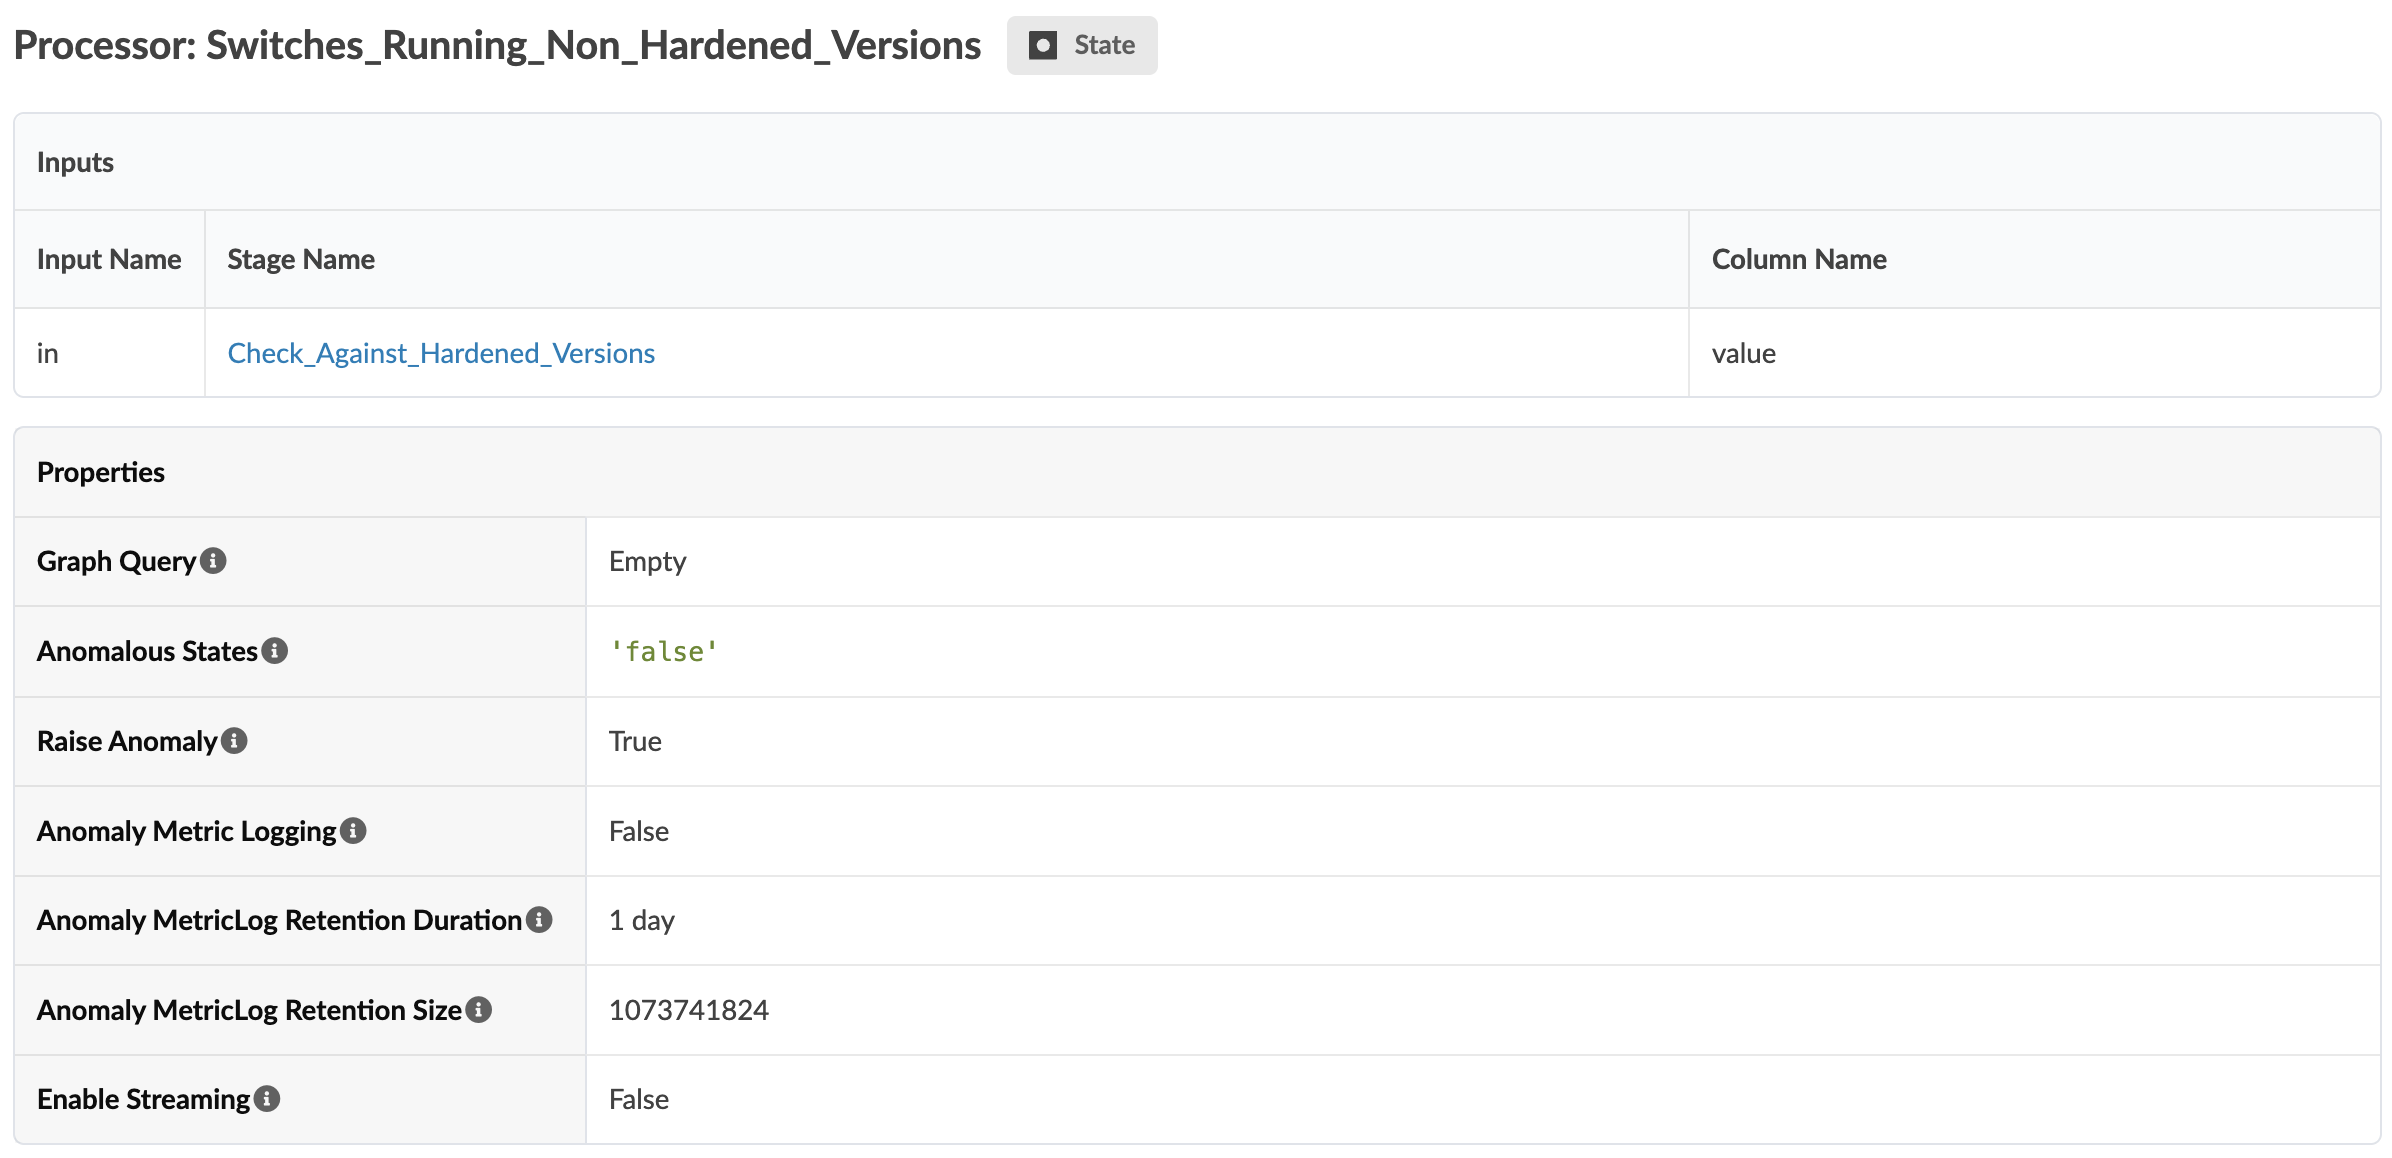 Processor: Switches_Running_Non_Hardened_Versions State
Inputs
Input Name Stage Name Column Name
in Check_Against_Hardened_Versions value
Properties
Graph Query Empty
Anomalous States 'false'
Raise Anomaly True
Anomaly Metric Logging False
Anomaly MetricLog Retention Duration 1 day
Anomaly MetricLog Retention Size 1073741824
Enable Streaming False